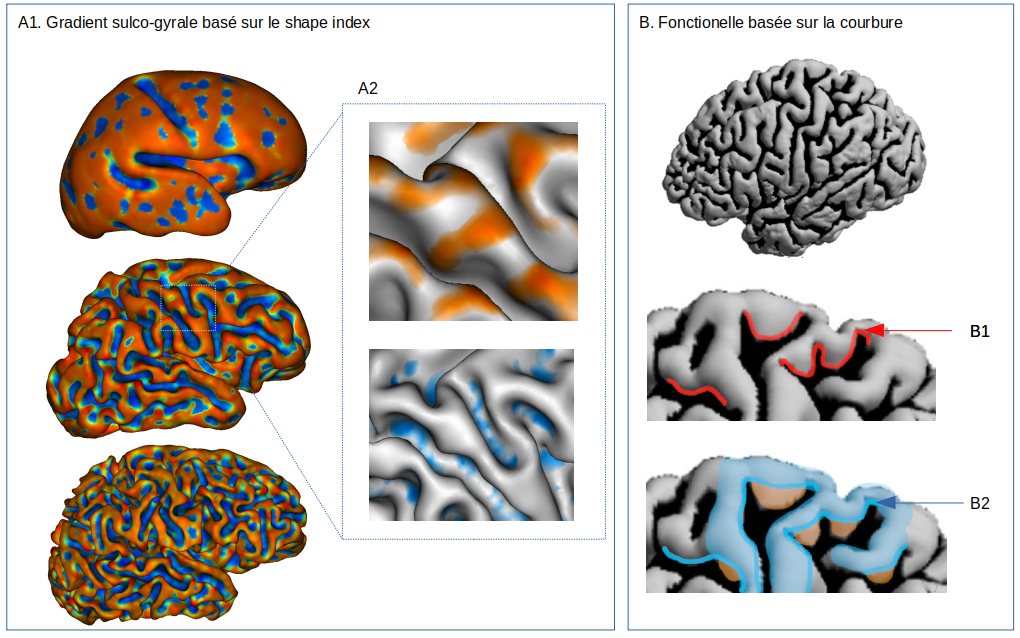 A1. Gradient sulco-gyrale basé sur le shape index
A2
B. Fonctionelle basée sur la courbure
B1
B2